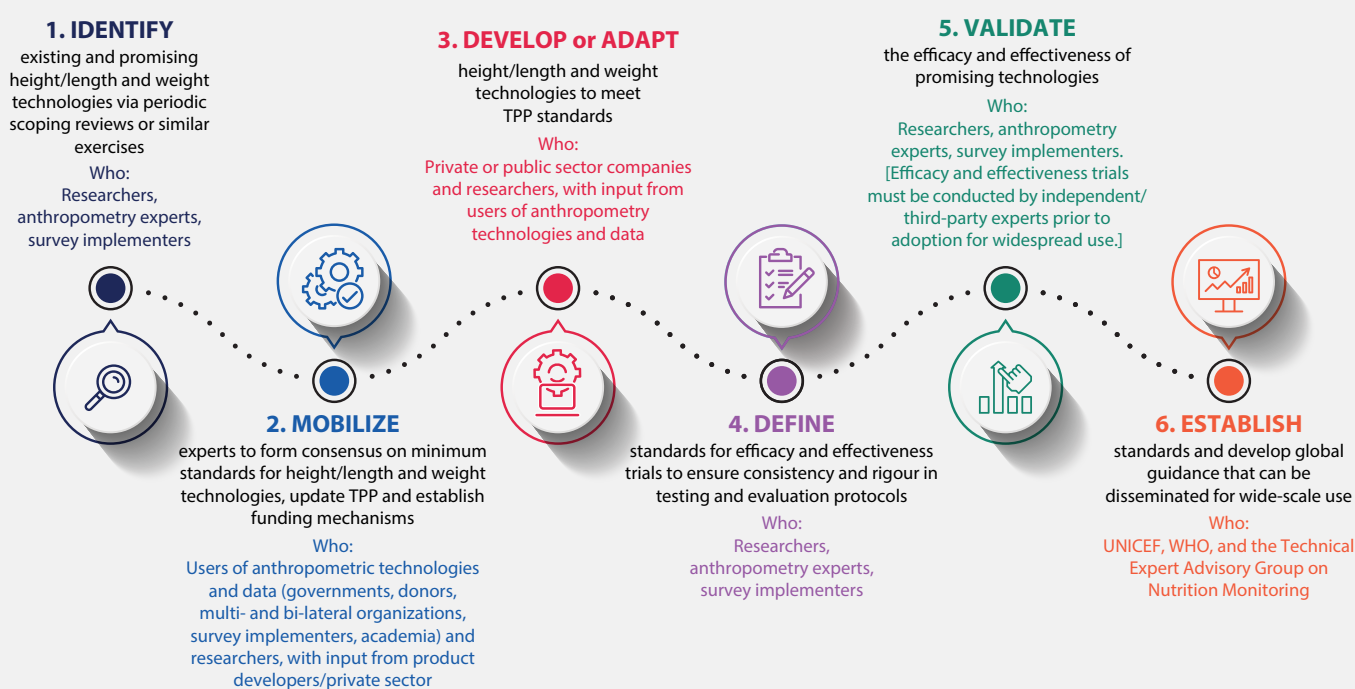 1. IDENTIFY
existing and promising
height/length and weight
technologies via periodic
scoping reviews or similar
exercises
Who:
Researchers,
anthropometry experts,
survey implementers
2. MOBILIZE
experts to form consensus on minimum
standards for height/length and weight
technologies, update TPP and establish
funding mechanisms
Who:
Users of anthropometric technologies
and data (governments, donors,
multi- and bi-lateral organizations,
survey implementers, academia) and
researchers, with input from product
developers/private sector
3. DEVELOP or ADAPT
height/length and weight
technologies to meet
TPP standards
Who:
Private or public sector companies
and researchers, with input from
users of anthropometry
technologies and data
4. DEFINE
standards for efficacy and effectiveness
trials to ensure consistency and rigour in
testing and evaluation protocols
Who:
Researchers,
anthropometry experts,
survey implementers
5. VALIDATE
the efficacy and effectiveness of
promising technologies
Who:
Researchers, anthropometry
experts, survey implementers.
[Efficacy and effectiveness trials
must be conducted by independent/
third-party experts prior to
adoption for widespread use.]
6. ESTABLISH
standards and develop global
guidance that can be
disseminated for wide-scale use
Who:
UNICEF, WHO, and the Technical
Expert Advisory Group on
Nutrition Monitoring